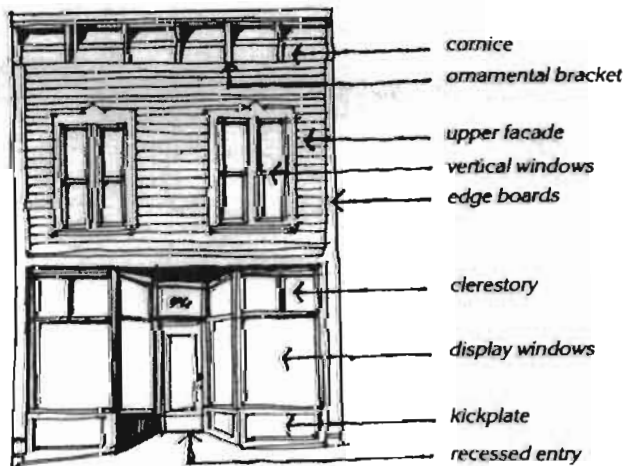 cornice
ornamental bracket
upper facade
vertical windows
edge boards
clerestory
display windows
kickplate
recessed entry